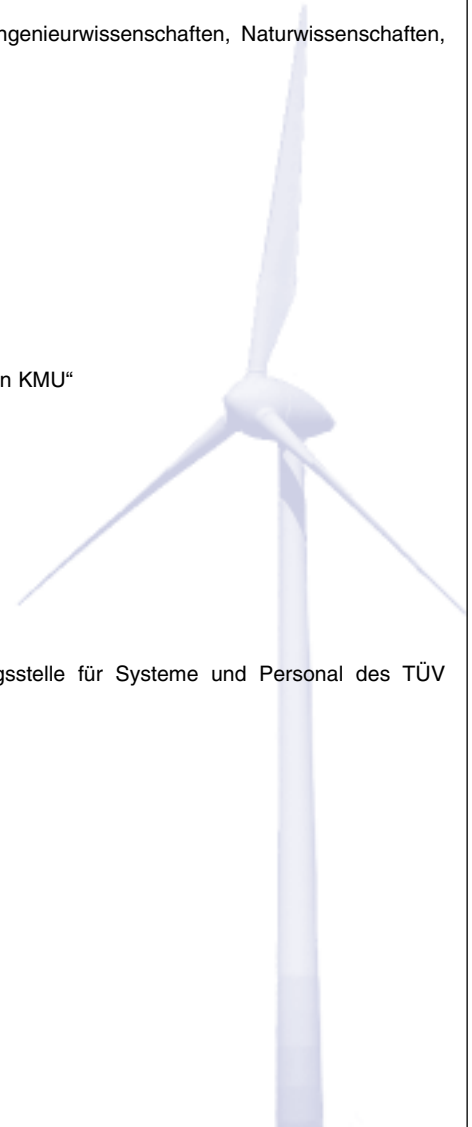 ngenieurwissenschaften, Naturwissenschaften,
n KMU“
gsstelle für Systeme und Personal des TÜV